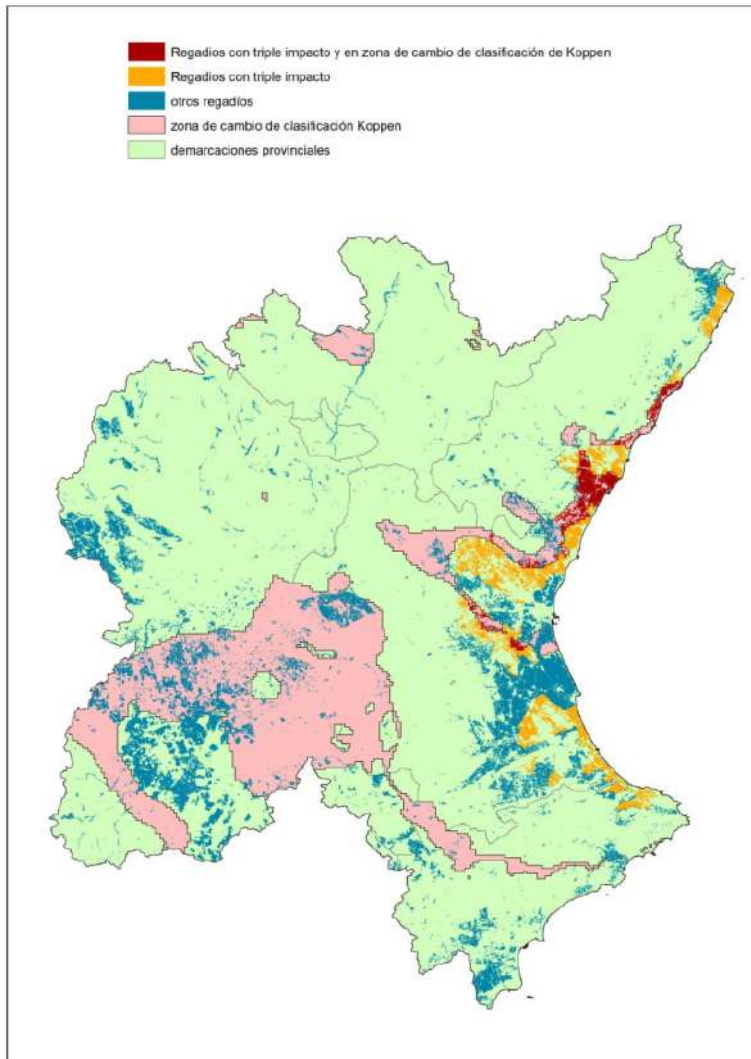 Regadíos con triple impacto y en zona de cambio de clasificación de Koppen
Regadíos con triple impacto
otros regadíos
zona de cambio de clasificación Koppen
demarcaciones provinciales